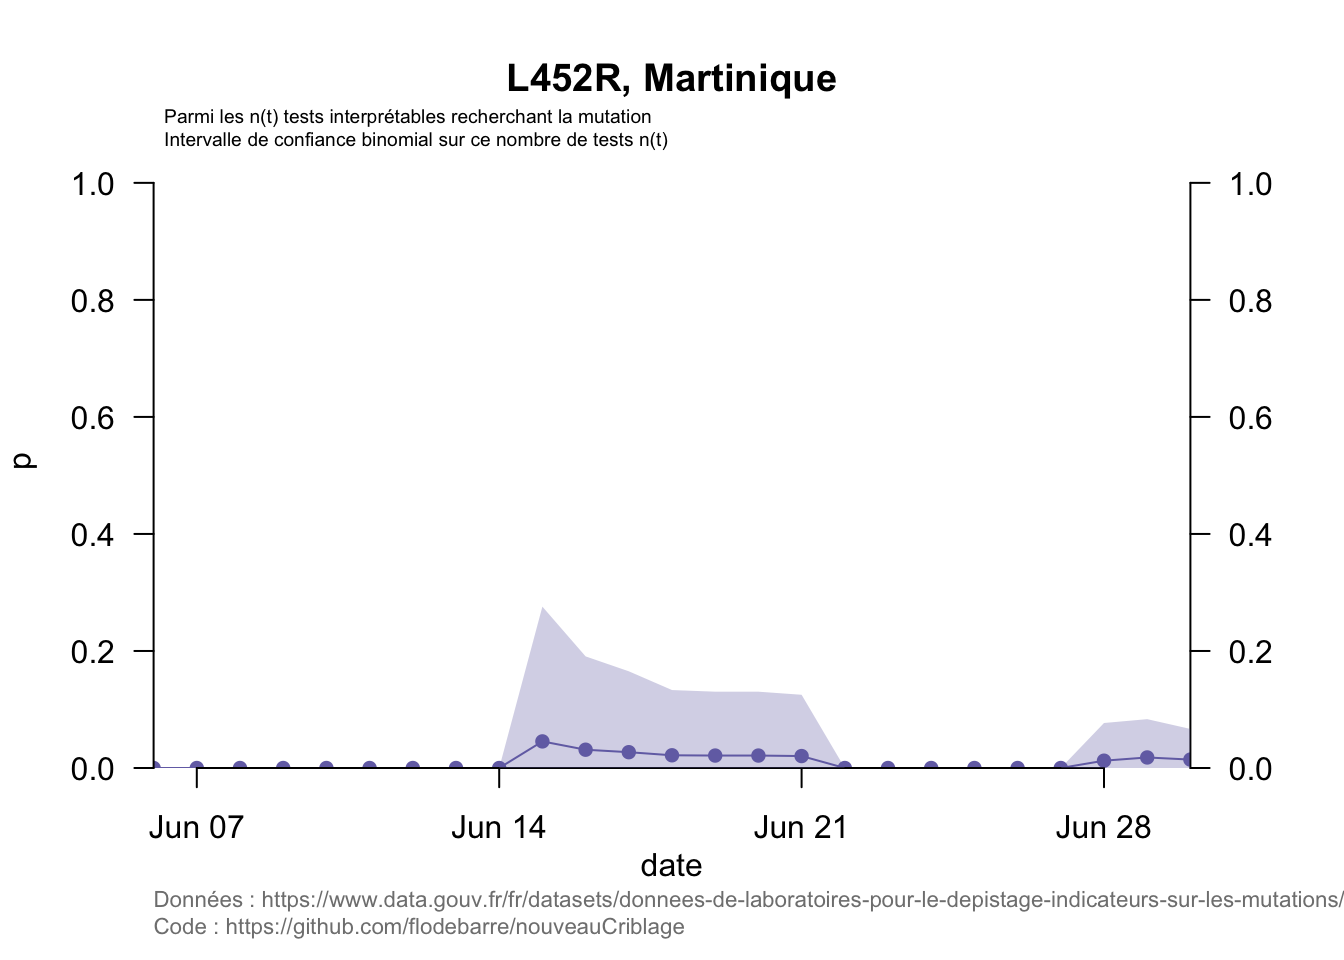 L452R, Martinique
Parmi les n(t) tests interprétables recherchant la mutation
Intervalle de confiance binomial sur ce nombre de tests n(t)
1.0 1.0
0.8 0.8
0.6 0.6
p
0.4 0.4
0.2 0.2
0.0 0.0
Jun 07 Jun 14 Jun 21 Jun 28
date
Données : https://www.data.gouv.fr/fr/datasets/donnees-de-laboratoires-pour-le-depistage-indicateurs-sur-les-mutations/
Code : https://github.com/flodebarre/nouveauCriblage